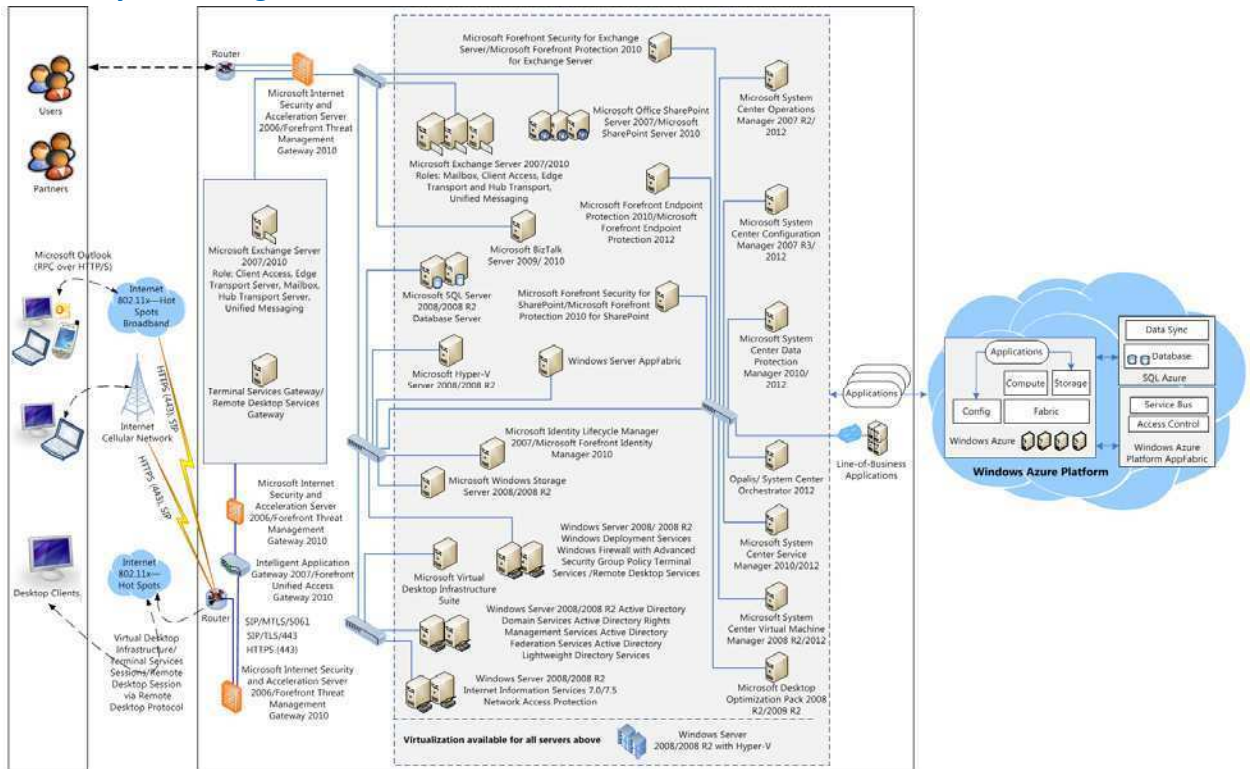 Users
Partners
Microsoft Outlook
(RPC over HTTP/S)
Internet
802.11x—Hot
Spots
Broadband
Internet
Cellular Network
HTTPS (443), SIP
HTTPS (443), SIP
Desktop Clients
Internet
802.11x—
Hot Spots
Virtual Desktop
Infrastructure/
Terminal Services
Sessions/Remote
Desktop Session
via Remote
Desktop Protocol
Router
Microsoft Internet
Security and
Acceleration Server
2006/Forefront Threat
Management
Gateway 2010
Microsoft Exchange Server
2007/2010
Role: Client Access, Edge
Transport Server, Mailbox,
Hub Transport Server,
Unified Messaging
Terminal Services Gateway/
Remote Desktop Services
Gateway
Microsoft Internet
Security and
Acceleration Server
2006/Forefront Threat
Management
Gateway 2010
Intelligent Application
Gateway 2007/Forefront
Unified Access
Gateway 2010
Router
SIP/MTLS/5061
SIP/TLS/443
HTTPS (443)
Microsoft Internet Security
and Acceleration Server
2006/Forefront Threat
Management
Gateway 2010
Microsoft Forefront Security for Exchange
Server/Microsoft Forefront Protection 2010
for Exchange Server
Microsoft Exchange Server 2007/2010
Roles: Mailbox, Client Access, Edge
Transport and Hub Transport,
Unified Messaging
Microsoft Office SharePoint
Server 2007/Microsoft
SharePoint Server 2010
Microsoft Forefront Endpoint
Protection 2010/Microsoft
Forefront Endpoint
Protection 2012
Microsoft BizTalk
Server 2009/ 2010
Microsoft SQL Server
2008/2008 R2
Database Server
Microsoft Forefront Security for
SharePoint/Microsoft Forefront
Protection 2010 for SharePoint
Microsoft Hyper-V
Server 2008/2008 R2
Windows Server AppFabric
Microsoft Identity Lifecycle Manager
2007/Microsoft Forefront Identity
Manager 2010
Microsoft Windows Storage
Server 2008/2008 R2
Windows Server 2008/ 2008 R2
Windows Deployment Services
Windows Firewall with Advanced
Security Group Policy Terminal
Services /Remote Desktop Services
Microsoft Virtual
Desktop Infrastructure
Suite
Windows Server 2008/2008 R2 Active Directory
Domain Services Active Directory Rights
Management Services Active Directory
Federation Services Active Directory
Lightweight Directory Services
Windows Server 2008/2008 R2
Internet Information Services 7.0/7.5
Network Access Protection
Microsoft System
Center Operations
Manager 2007 R2/
2012
Microsoft System
Center Configuration
Manager 2007 R3/
2012
Microsoft System
Center Data
Protection
Manager 2010/
2012
Opalis/ System Center
Orchestrator 2012
Microsoft System
Center Service
Manager 2010/2012
Microsoft System
Center Virtual Machine
Manager 2008 R2/2012
Microsoft Desktop
Optimization Pack 2008
R2/2009 R2
Virtualization available for all servers above
Windows Server
2008/2008 R2 with Hyper-V
Applications
Line-of-Business
Applications
Applications
Compute
Storage
Config
Fabric
Windows Azure
Windows Azure Platform
Data Sync
Database
SQL Azure
Service Bus
Access Control
Windows Azure
Platform AppFabric